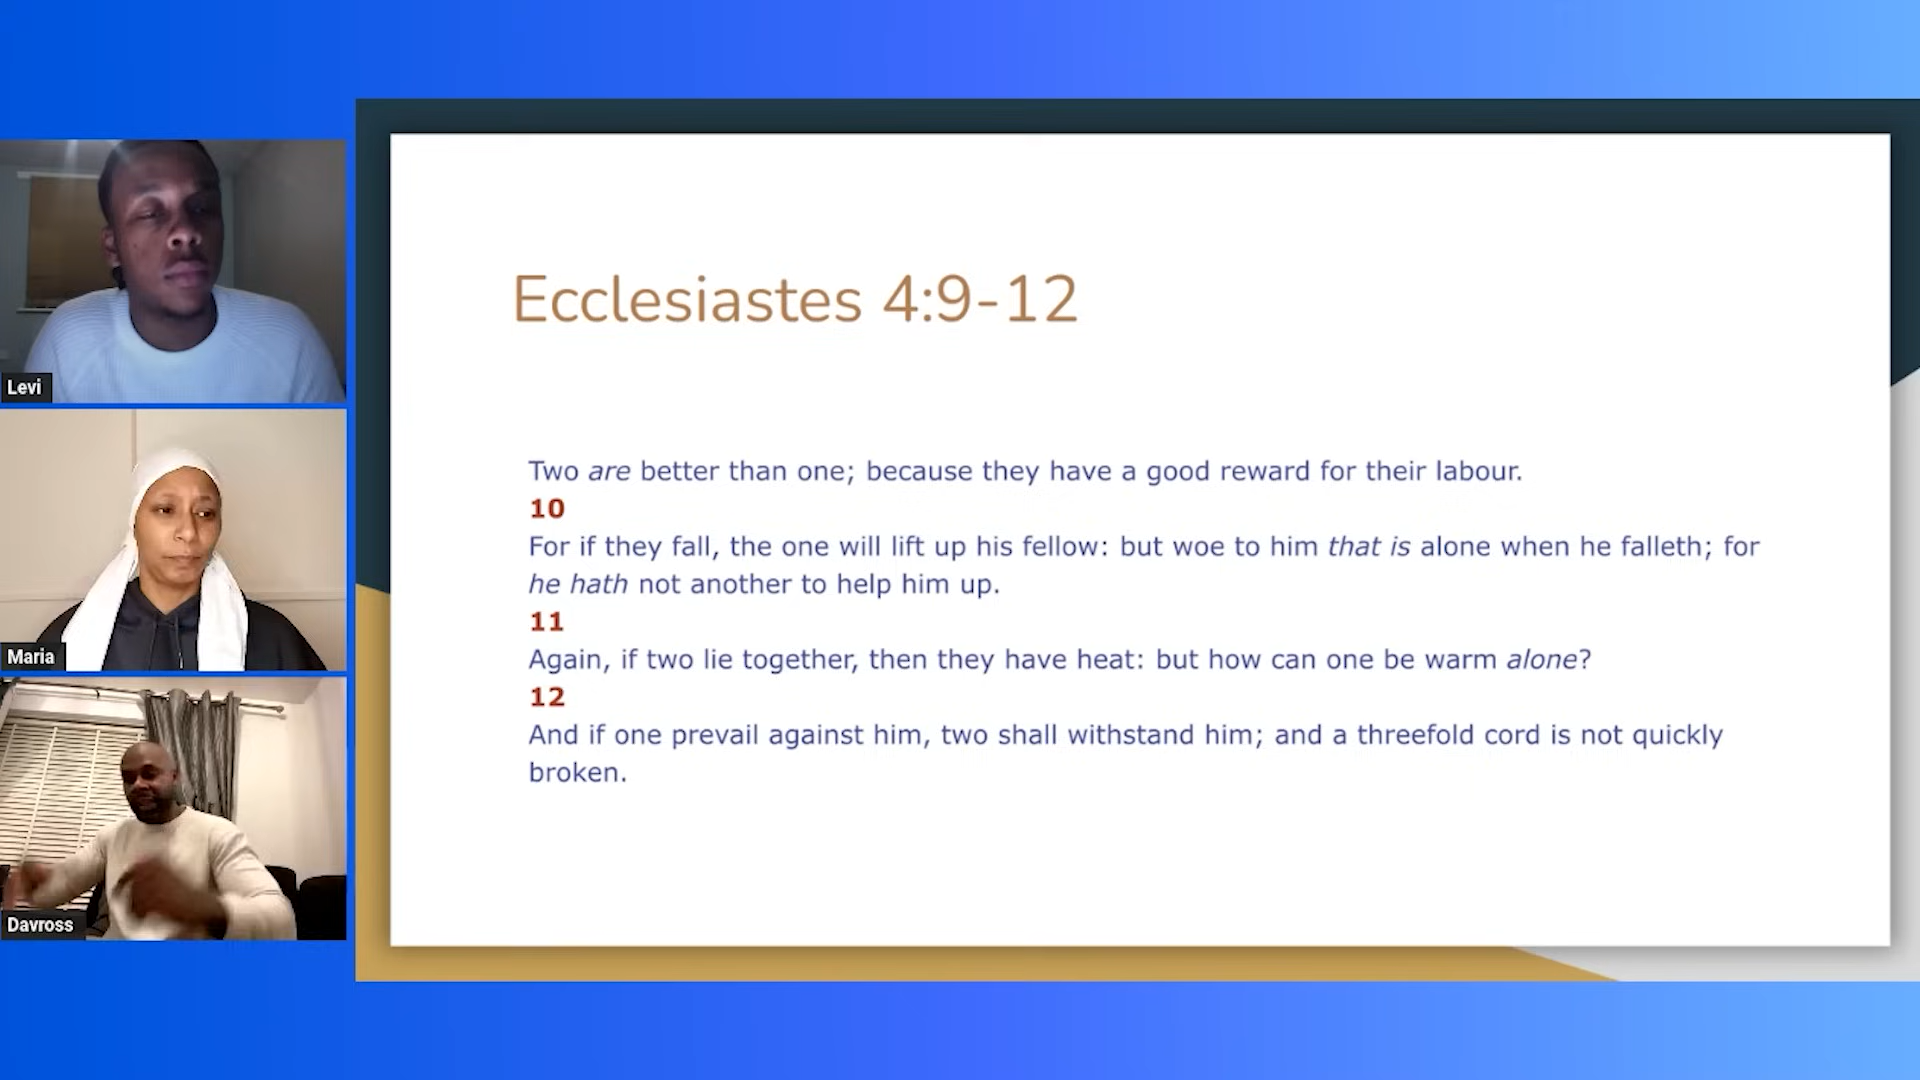 Levi
Maria
Davross
Ecclesiastes 4:9-12
Two are better than one; because they have a good reward for their labour.
10
For if they fall, the one will lift up his fellow: but woe to him that is alone when he falleth; for
he hath not another to help him up.
11
Again, if two lie together, then they have heat: but how can one be warm alone?
12
And if one prevail against him, two shall withstand him; and a threefold cord is not quickly
broken.